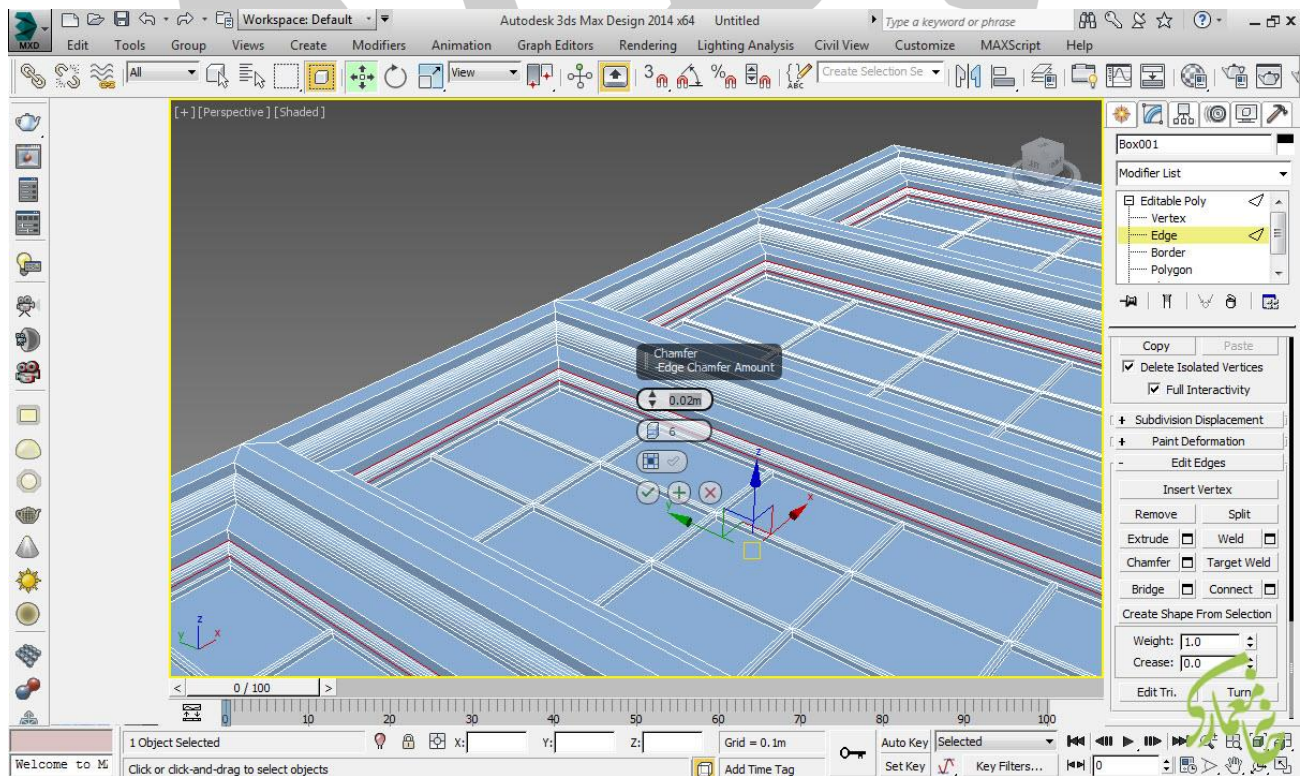 Workspace: Default
Autodesk 3ds Max Design 2014 x64 Untitled
Type a keyword or phrase
MXD
Edit Tools Group Views Create Modifiers Animation Graph Editors Rendering Lighting Analysis Civil View Customize MAXScript Help
All
View
3
%
ABC
Create Selection Se
[+][Perspective][Shaded]
Box001
Modifier List
Editable Poly
Vertex
Edge
Border
Polygon
Copy Paste
Delete Isolated Vertices
Full Interactivity
+ Subdivision Displacement
+ Paint Deformation
- Edit Edges
Insert Vertex
Remove Split
Extrude Weld
Chamfer Target Weld
Bridge Connect
Create Shape From Selection
Weight: 1.0
Crease: 0.0
Edit Tri. Turn
Chamfer
-Edge Chamfer Amount
0.02m
6
z
x
y
z
y
x
< 0 / 100 >
0 10 20 30 40 50 60 70 80 90 100
1 Object Selected
X: Y: Z:
Grid = 0.1m
Auto Key Selected
Welcome to M
Click or click-and-drag to select objects
Add Time Tag
Set Key Key Filters...
0